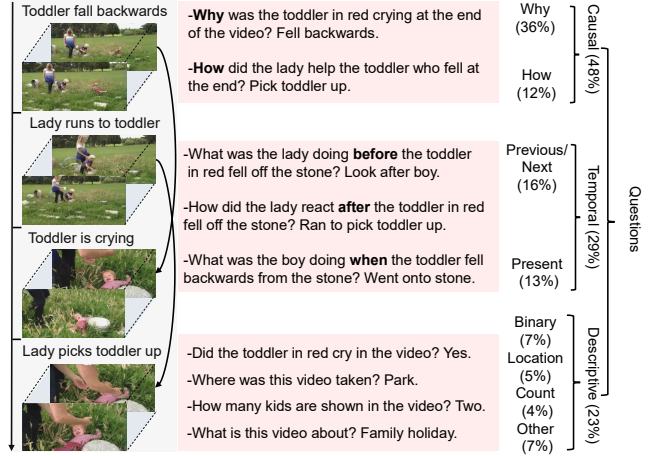 Toddler fall backwards
Lady runs to toddler
Toddler is crying
Lady picks toddler up
-Why was the toddler in red crying at the end
of the video? Fell backwards.
-How did the lady help the toddler who fell at
the end? Pick toddler up.
-What was the lady doing before the toddler
in red fell off the stone? Look after boy.
-How did the lady react after the toddler in red
fell off the stone? Ran to pick toddler up.
-What was the boy doing when the toddler fell
backwards from the stone? Went onto stone.
-Did the toddler in red cry in the video? Yes.
-Where was this video taken? Park.
-How many kids are shown in the video? Two.
-What is this video about? Family holiday.
Why
(36%)
How
(12%)
Previous/
Next
(16%)
Present
(13%)
Binary
(7%)
Location
(5%)
Count
(4%)
Other
(7%)
Causal (48%)
Temporal (29%)
Descriptive (23%)
Questions